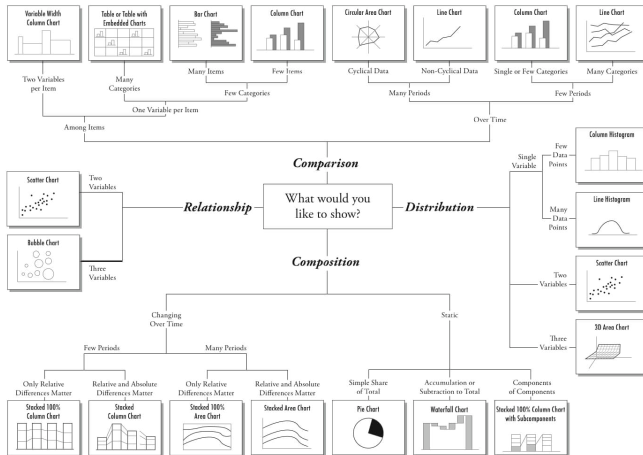 Variable Width
Column Chart
Table or Table with
Embedded Charts
Bar Chart
Column Chart
Circular Area Chart
Line Chart
Column Chart
Line Chart
Two Variables
per Item
Many
Categories
Many Items
Few Items
Cyclical Data
Non-Cyclical Data
Single or Few Categories
Many Categories
Few Categories
Many Periods
Few Periods
One Variable per Item
Among Items
Over Time
Comparison
What would you
like to show?
Relationship
Two
Variables
Scatter Chart
Three
Variables
Bubble Chart
Distribution
Single
Variable
Few
Data
Points
Column Histogram
Many
Data
Points
Line Histogram
Two
Variables
Scatter Chart
Three
Variables
3D Area Chart
Composition
Changing
Over Time
Static
Few Periods
Many Periods
Only Relative
Differences Matter
Relative and Absolute
Differences Matter
Only Relative
Differences Matter
Relative and Absolute
Differences Matter
Simple Share
of Total
Accumulation or
Subtraction to Total
Components
of Components
Stacked 100%
Column Chart
Stacked
Column Chart
Stacked 100%
Area Chart
Stacked Area Chart
Pie Chart
Waterfall Chart
Stacked 100% Column Chart
with Subcomponents